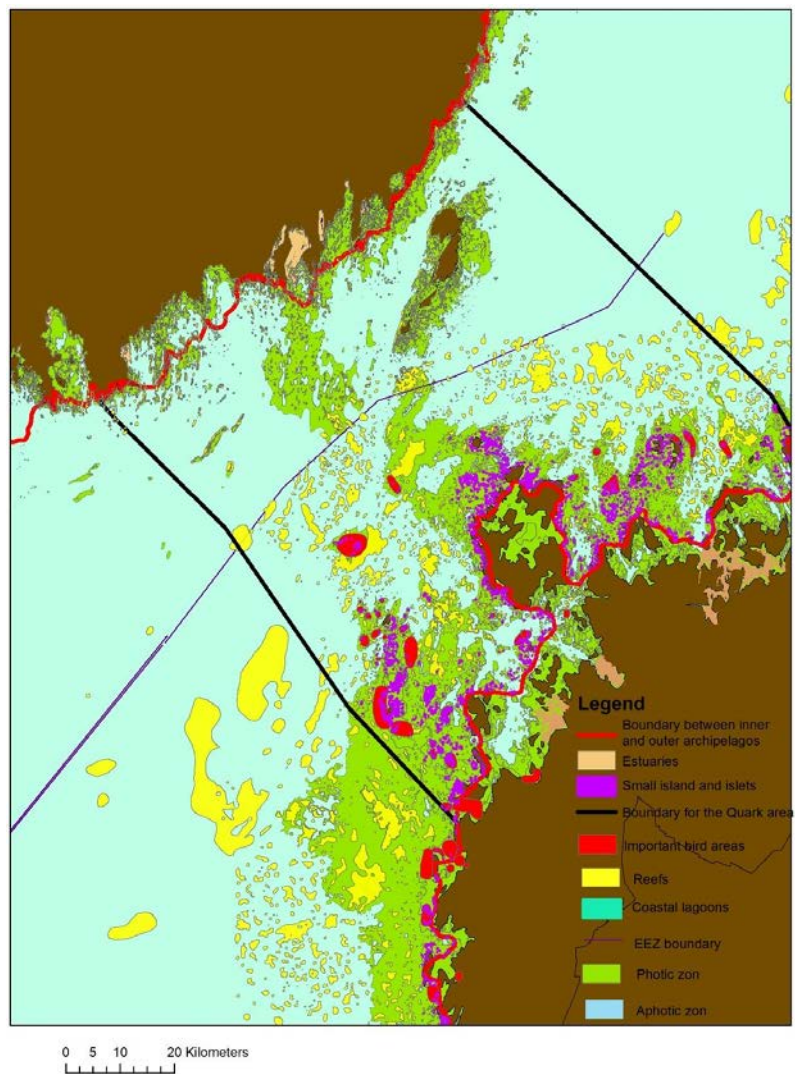 Legend
Boundary between inner
and outer archipelagos
Estuaries
Small island and islets
Boundary for the Quark area
Important bird areas
Reefs
Coastal lagoons
EEZ boundary
Photic zon
Aphotic zon
0 5 10 20 Kilometers